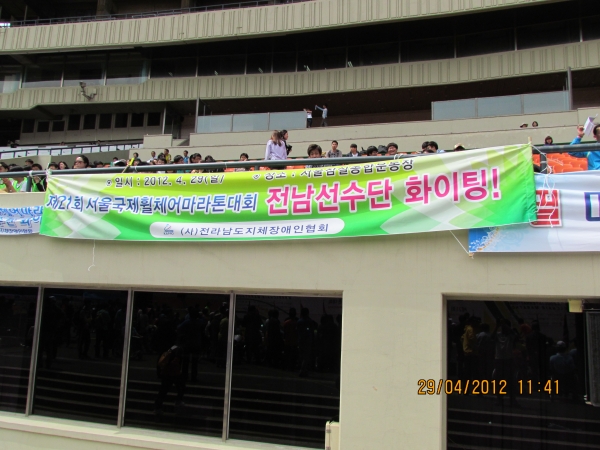 일시 : 2012. 4. 29(일) 장소 : 서울잠실종합운동장
제21회 서울국제휠체어마라톤대회 전남선수단 화이팅!
(사)전라남도지체장애인협회
29/04/2012 11:41